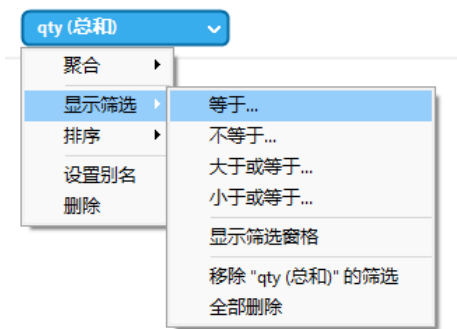 qty (总和)
聚合
显示筛选
排序
设置别名
删除
等于...
不等于...
大于或等于...
小于或等于...
显示筛选窗格
移除 "qty (总和)" 的筛选
全部删除